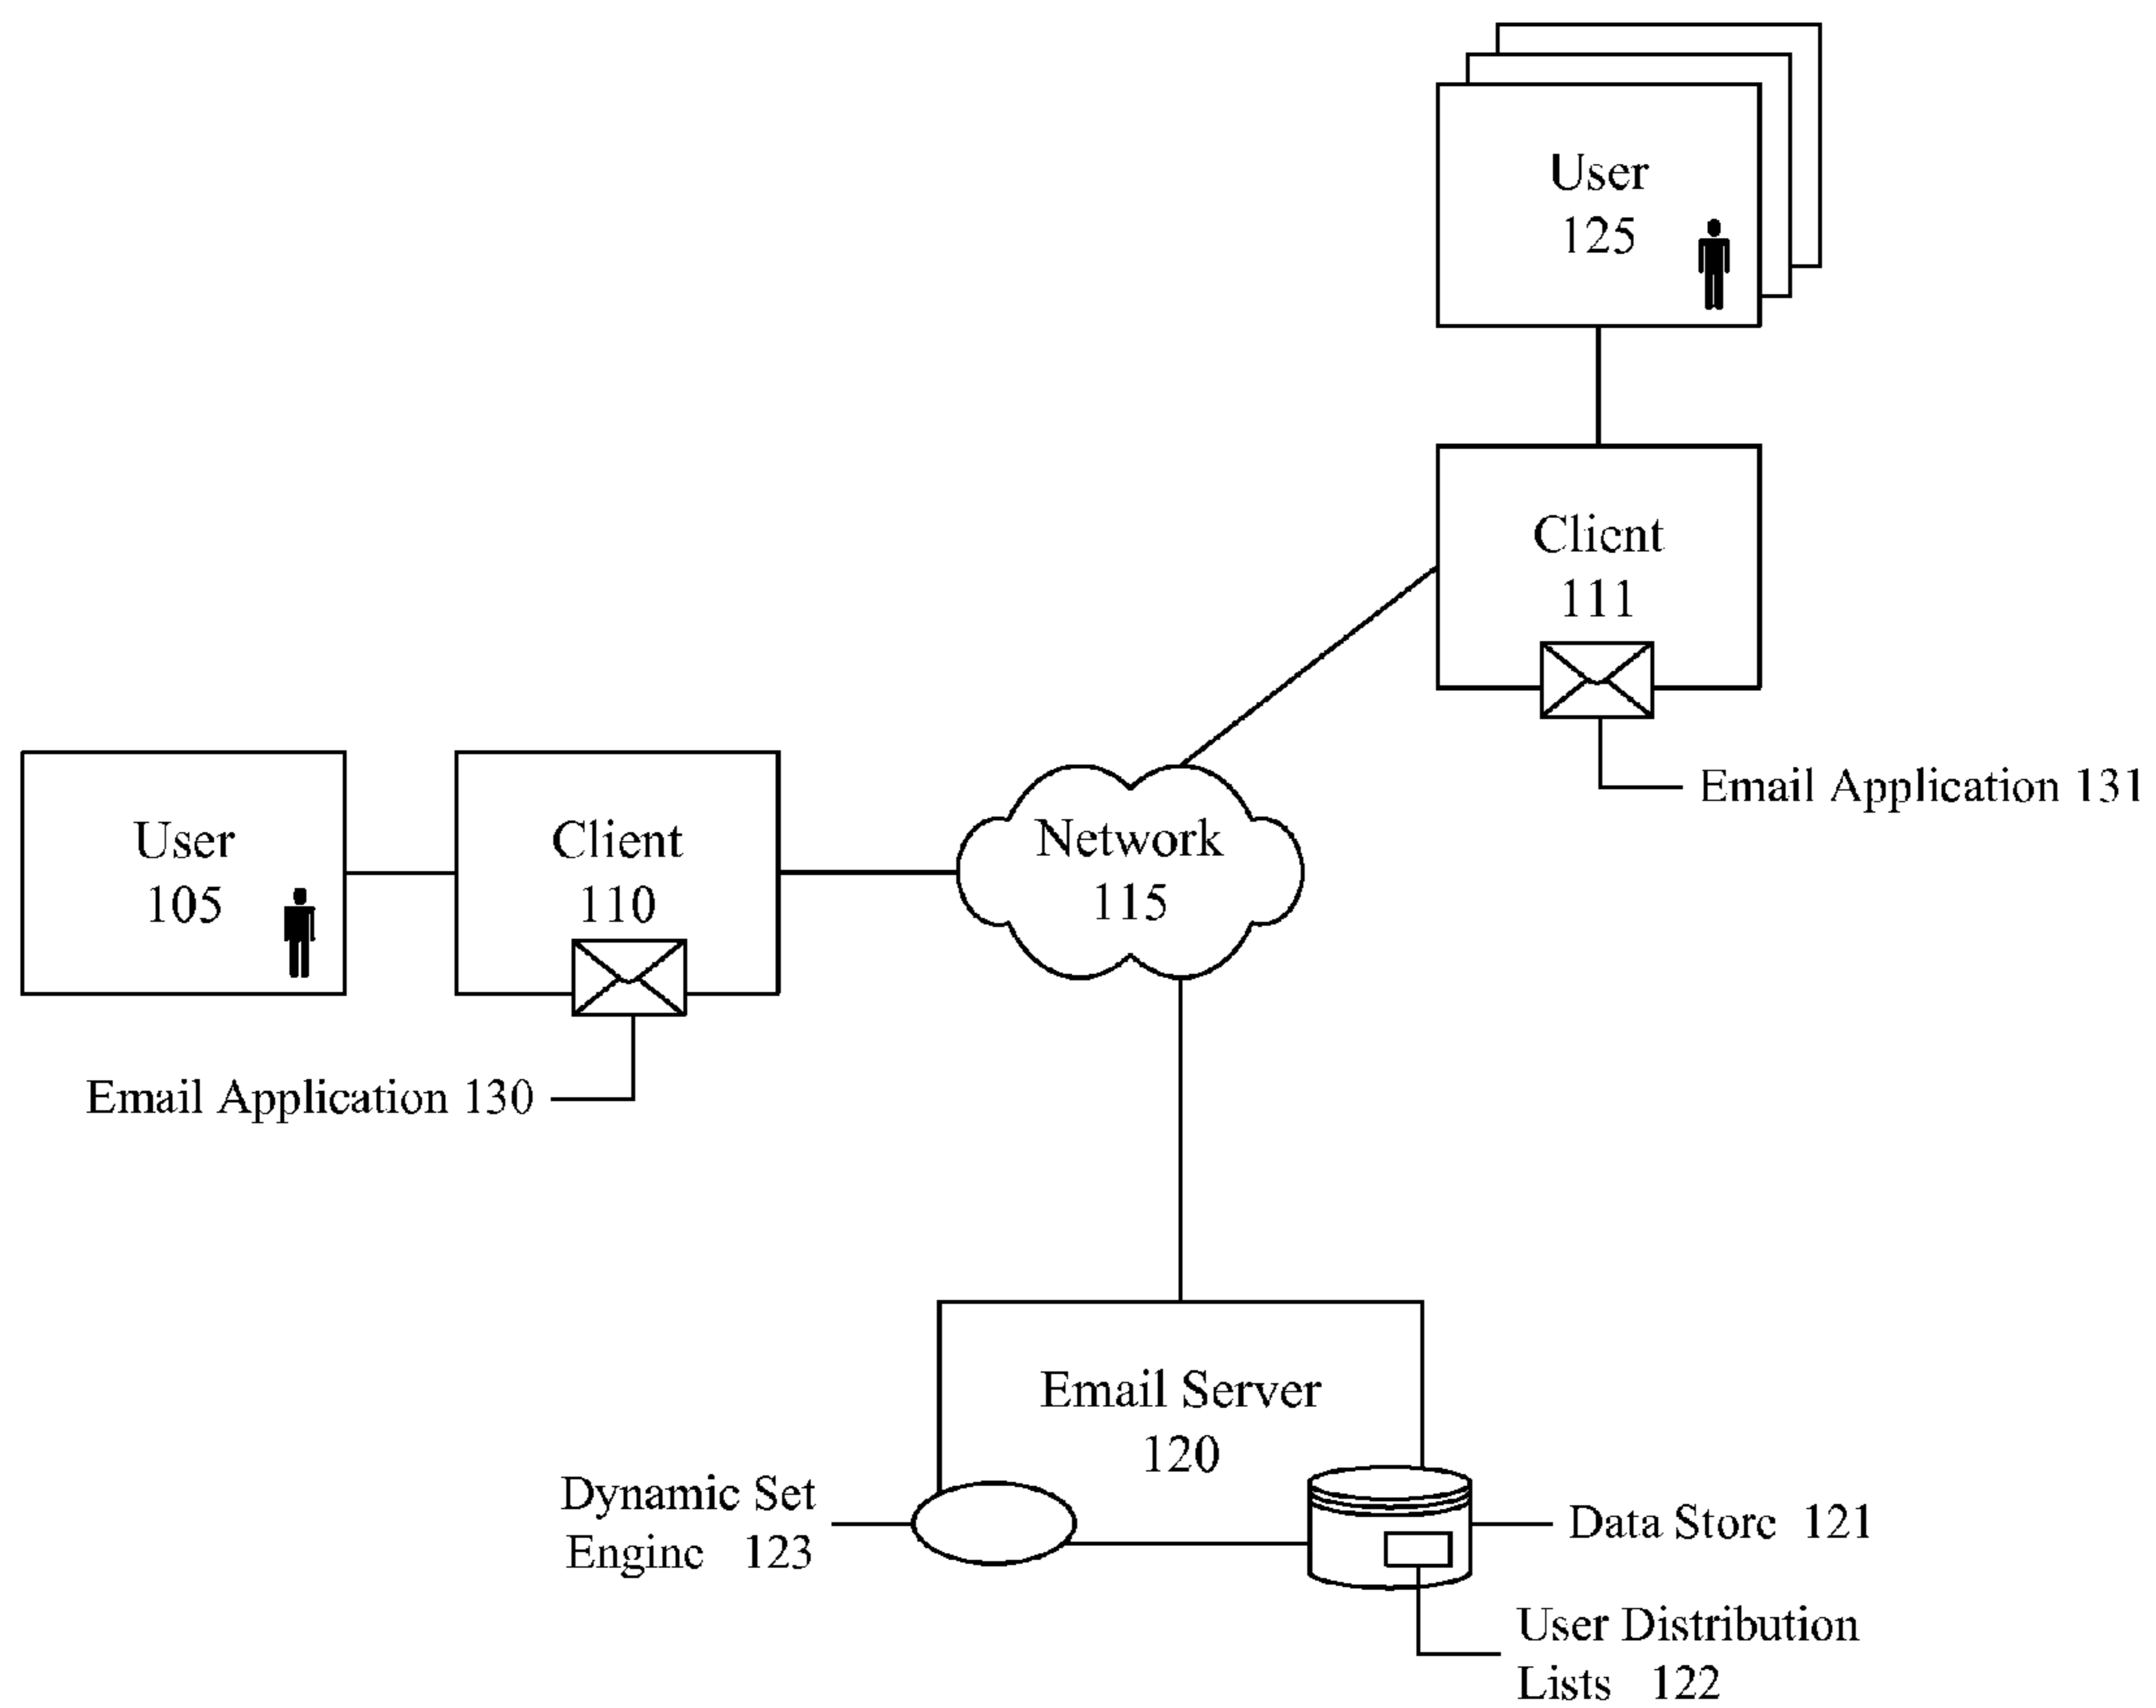 User
125
Client
111
Email Application 131
User
105
Client
110
Network
115
Email Application 130
Email Server
120
Dynamic Set
Engine 123
Data Store 121
User Distribution
Lists 122